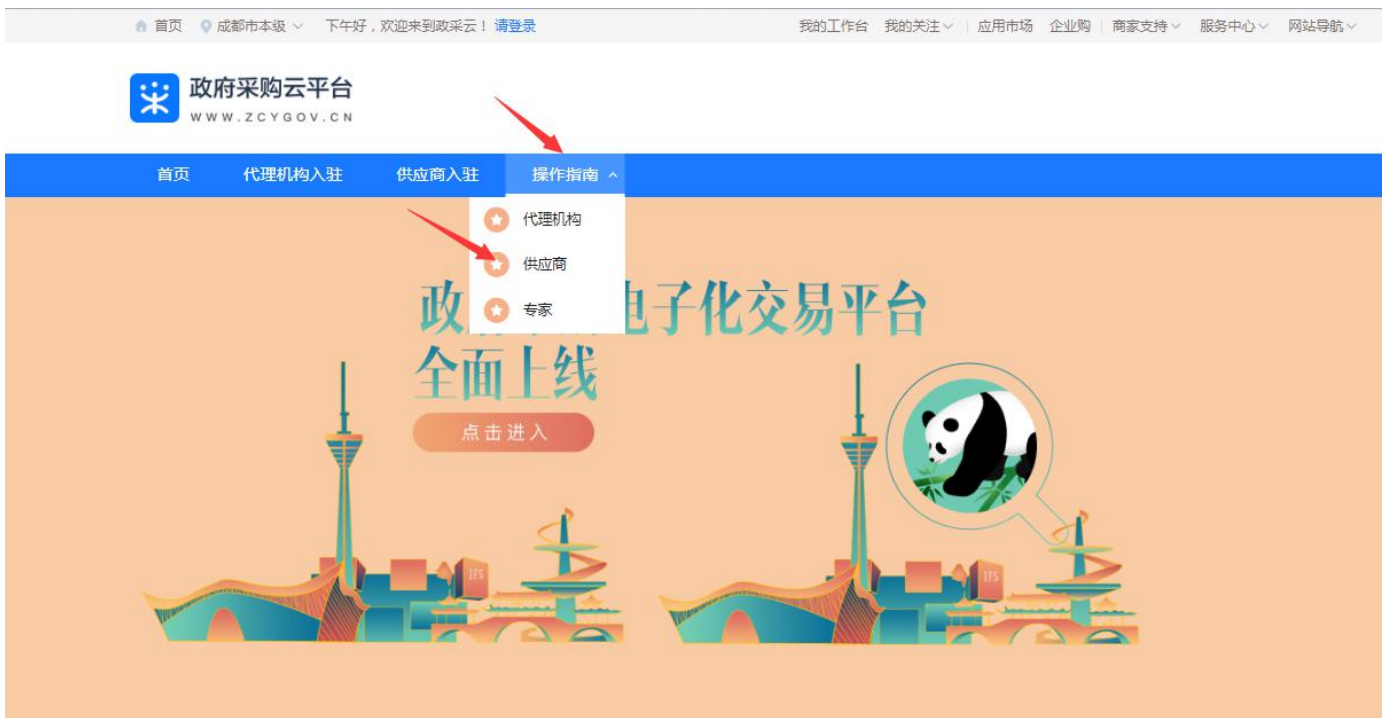 首页 成都市本级 下午好，欢迎来到政采云！请登录 我的工作台 我的关注 应用市场 企业购 商家支持 服务中心 网站导航
政府采购云平台
WWW.ZCYGOV.CN
首页 代理机构入驻 供应商入驻 操作指南
代理机构
供应商
专家
政 电子化交易平台
全面上线
点击进入
IFS IFS